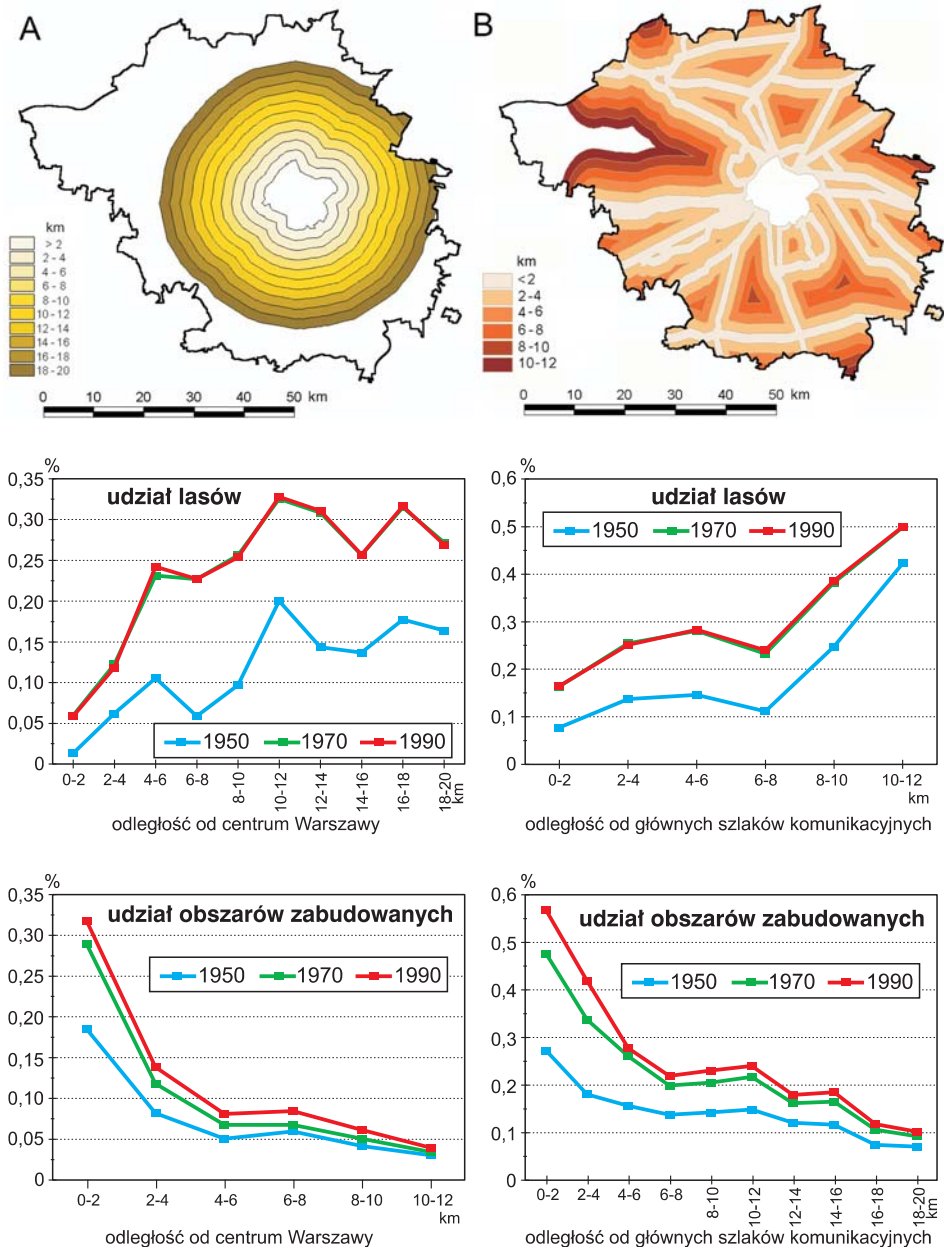 A
km
> 2
2 - 4
4 - 6
6 - 8
8 -10
10 - 12
12 - 14
14 - 16
16 - 18
18 - 20
0 10 20 30 40 50 km
B
km
<2
2-4
4-6
6-8
8-10
10-12
0 10 20 30 40 50 km
%
udział lasów
0,35
0,30
0,25
0,20
0,15
0,10
0,05
0
1950 1970 1990
0-2 2-4 4-6 6-8 8-10 10-12 12-14 14-16 16-18 18-20
km
odległość od centrum Warszawy
%
udział lasów
0,6
0,5
0,4
0,3
0,2
0,1
0
1950 1970 1990
0-2 2-4 4-6 6-8 8-10 10-12
km
odległość od głównych szlaków komunikacyjnych
%
udział obszarów zabudowanych
0,35
0,30
0,25
0,20
0,15
0,10
0,05
0
1950 1970 1990
0-2 2-4 4-6 6-8 8-10 10-12
km
odległość od centrum Warszawy
%
udział obszarów zabudowanych
0,6
0,5
0,4
0,3
0,2
0,1
0
1950 1970 1990
0-2 2-4 4-6 6-8 8-10 10-12 12-14 14-16 16-18 18-20
km
odległość od głównych szlaków komunikacyjnych